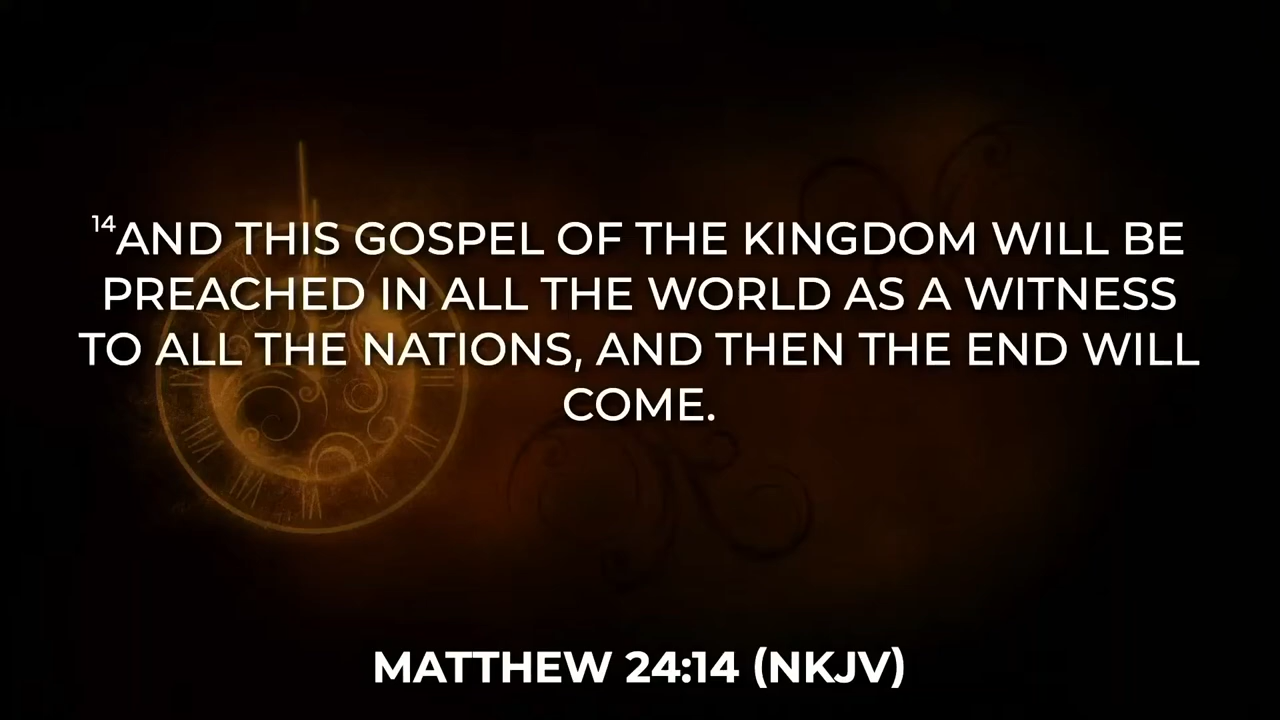 ¹⁴AND THIS GOSPEL OF THE KINGDOM WILL BE
PREACHED IN ALL THE WORLD AS A WITNESS
TO ALL THE NATIONS, AND THEN THE END WILL
COME.
MATTHEW 24:14 (NKJV)